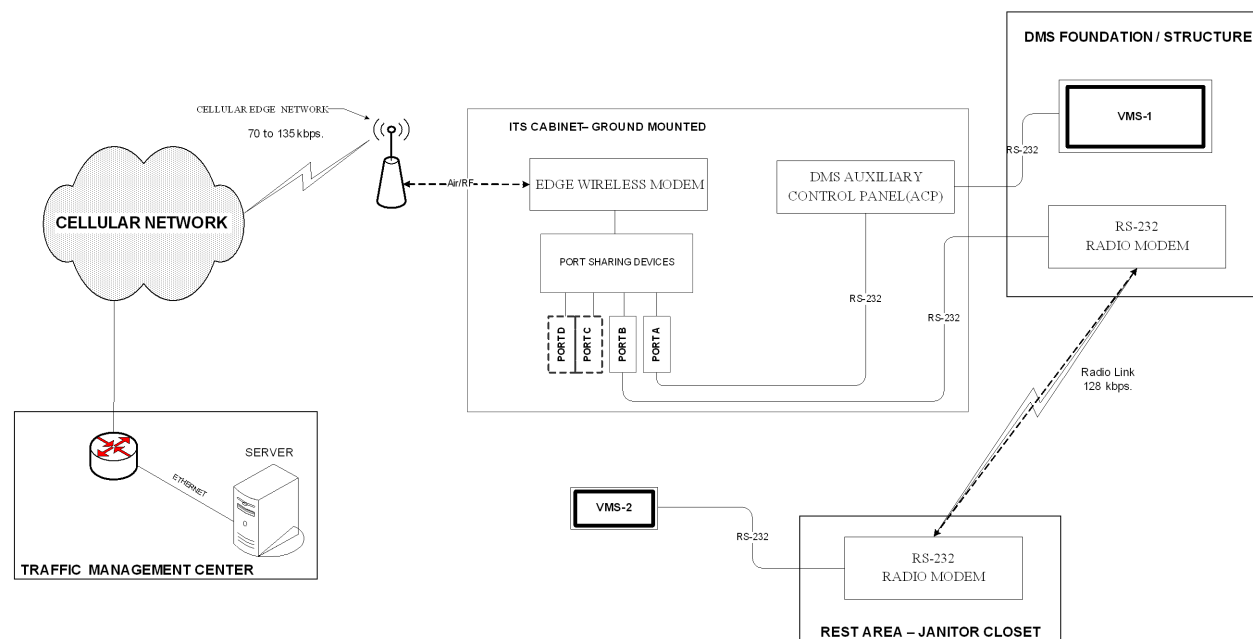 DMS FOUNDATION / STRUCTURE
VMS-1
RS-232
RS-232
RADIO MODEM
CELLULAR EDGE NETWORK
70 to 135 kbps.
ITS CABINET– GROUND MOUNTED
Air/RF
EDGE WIRELESS MODEM
DMS AUXILIARY
CONTROL PANEL(ACP)
CELLULAR NETWORK
PORT SHARING DEVICES
RS-232
RS-232
PORT D
PORT C
PORT B
PORT A
Radio Link
128 kbps.
SERVER
ETHERNET
TRAFFIC MANAGEMENT CENTER
VMS-2
RS-232
RS-232
RADIO MODEM
REST AREA – JANITOR CLOSET